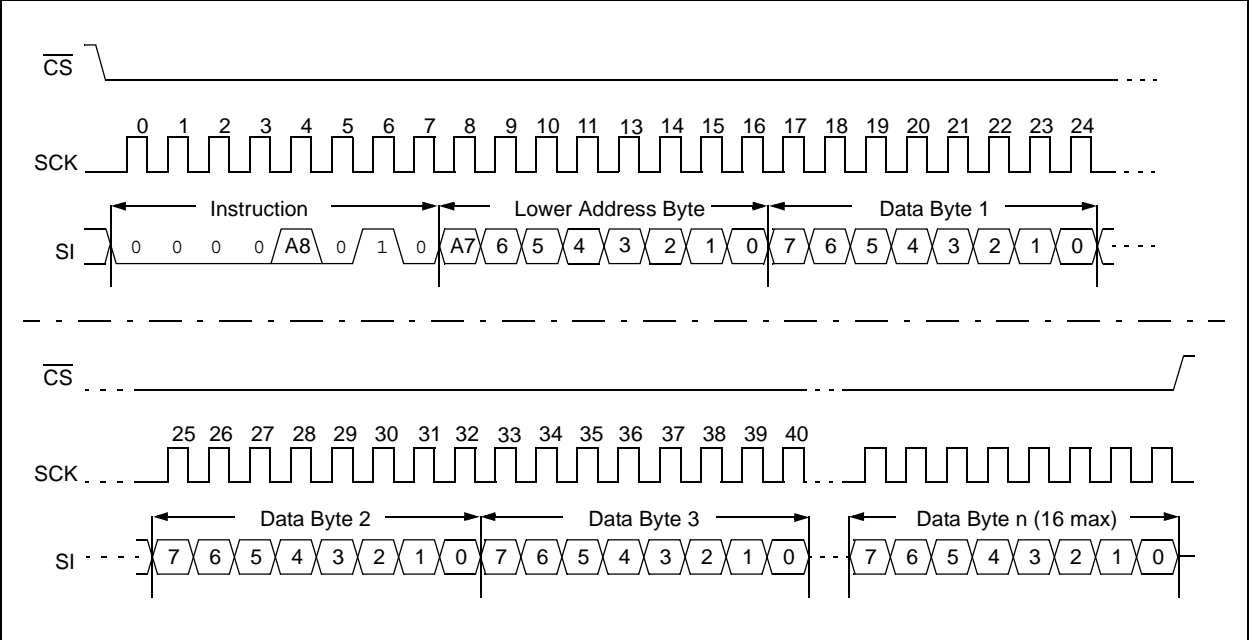 CS
0 1 2 3 4 5 6 7 8 9 10 11 13 14 15 16 17 18 19 20 21 22 23 24
SCK
Instruction Lower Address Byte Data Byte 1
SI 0 0 0 0 A8 0 1 0 A7 6 5 4 3 2 1 0 7 6 5 4 3 2 1 0
CS
25 26 27 28 29 30 31 32 33 34 35 36 37 38 39 40
SCK
Data Byte 2 Data Byte 3 Data Byte n (16 max)
SI 7 6 5 4 3 2 1 0 7 6 5 4 3 2 1 0 7 6 5 4 3 2 1 0